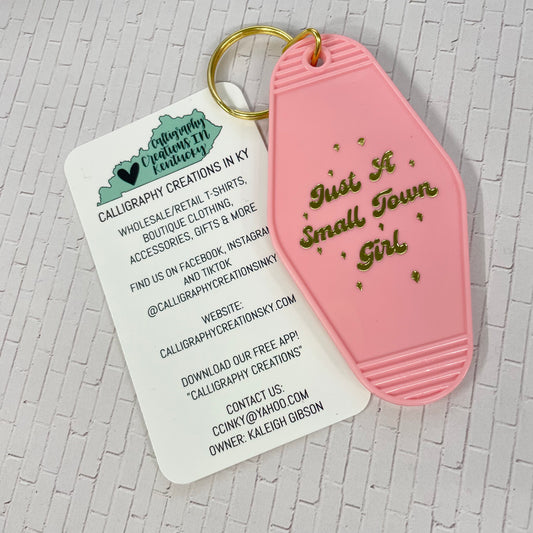 Calligraphy
Creations IN
Kentucky
CALLIGRAPHY CREATIONS IN KY
WHOLESALE/RETAIL T-SHIRTS,
BOUTIQUE CLOTHING,
ACCESSORIES, GIFTS & MORE
FIND US ON FACEBOOK, INSTAGRAM
AND TIKTOK
@CALLIGRAPHYCREATIONSINKY
WEBSITE:
CALLIGRAPHYCREATIONSKY.COM
DOWNLOAD OUR FREE APP!
"CALLIGRAPHY CREATIONS"
CONTACT US:
CCINKY@YAHOO.COM
OWNER: KALEIGH GIBSON
Just A
Small Town
Girl